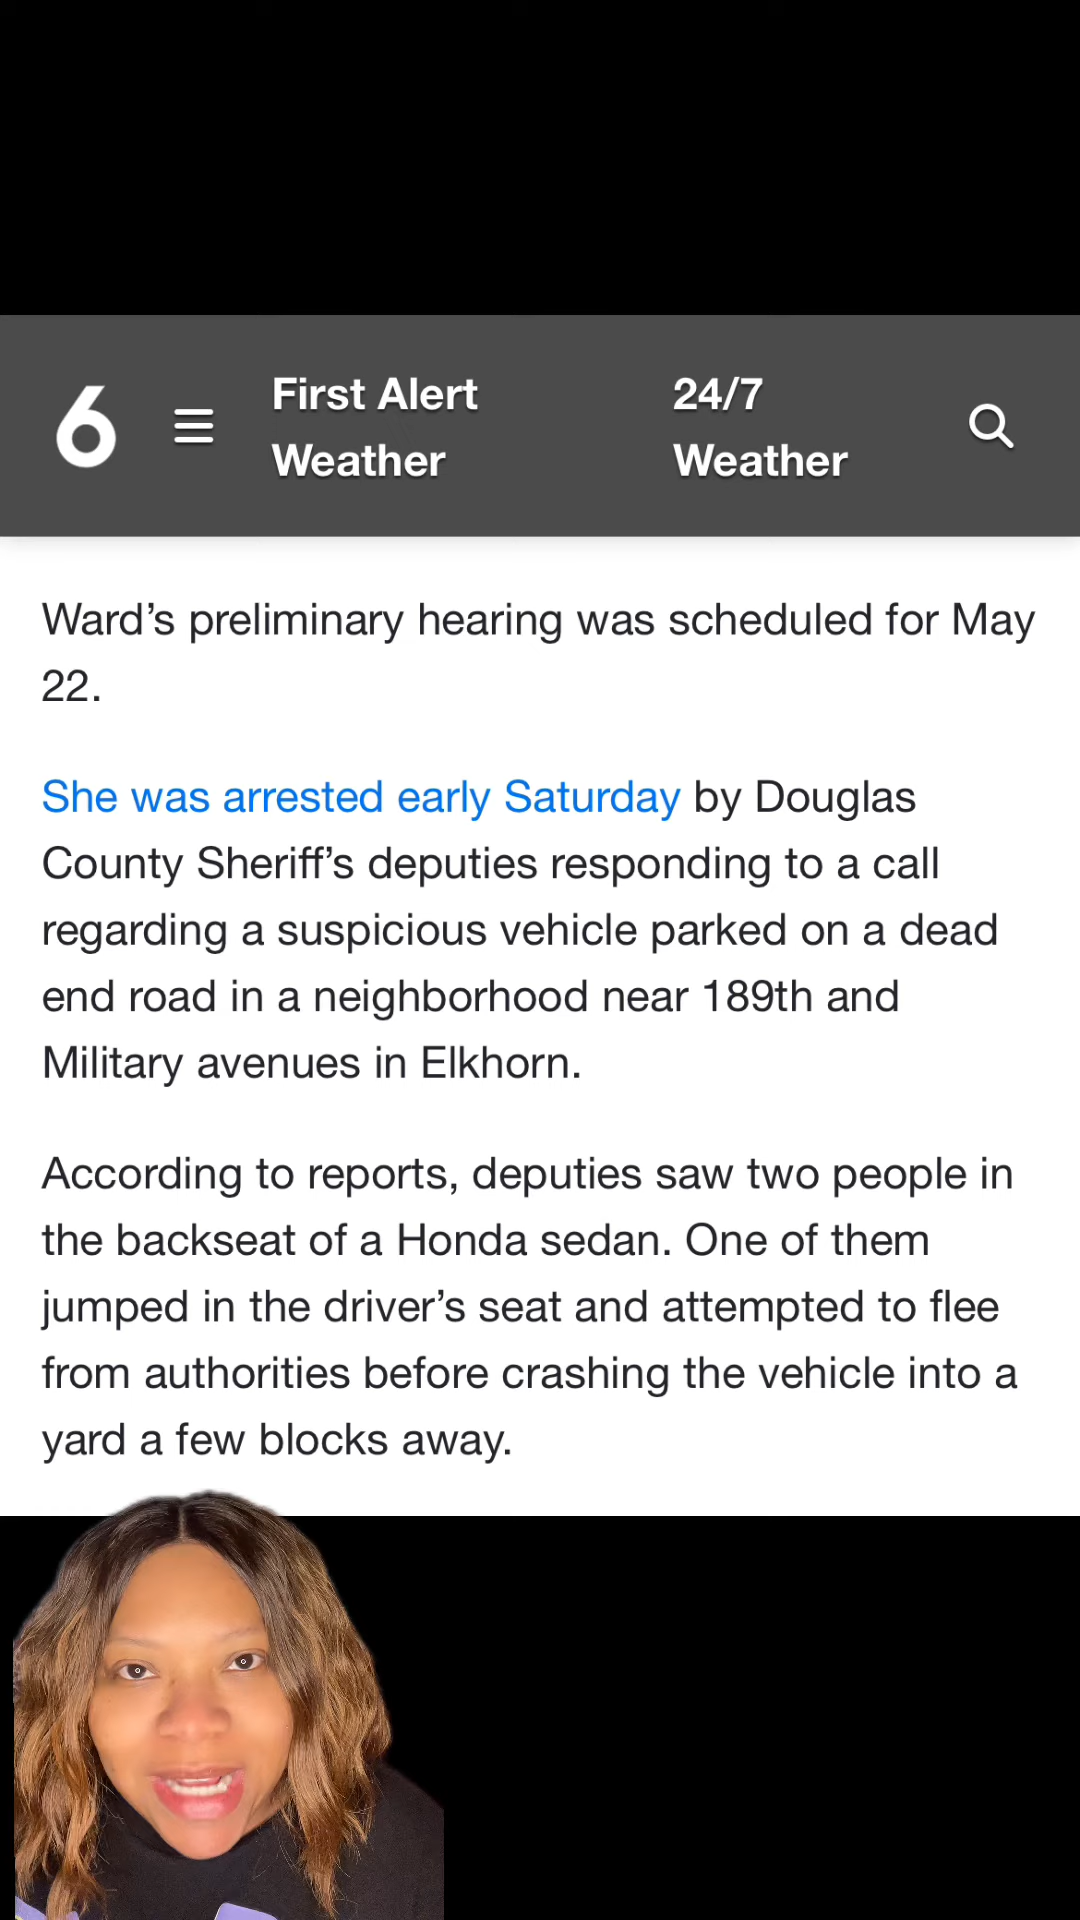 6
First Alert
Weather
24/7
Weather
Ward’s preliminary hearing was scheduled for May
22.
She was arrested early Saturday by Douglas
County Sheriff’s deputies responding to a call
regarding a suspicious vehicle parked on a dead
end road in a neighborhood near 189th and
Military avenues in Elkhorn.
According to reports, deputies saw two people in
the backseat of a Honda sedan. One of them
jumped in the driver’s seat and attempted to flee
from authorities before crashing the vehicle into a
yard a few blocks away.